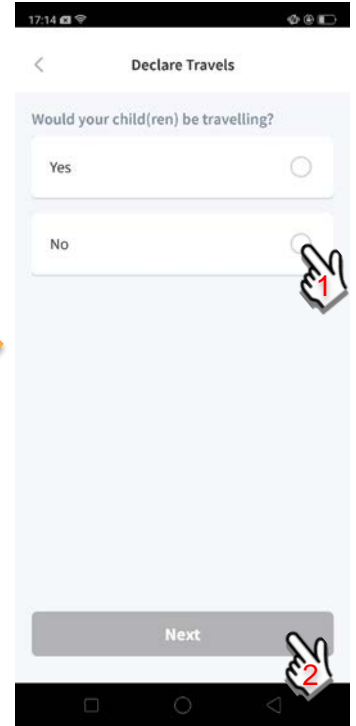 17:14
Declare Travels
Would your child(ren) be travelling?
Yes
No
1
Next
2